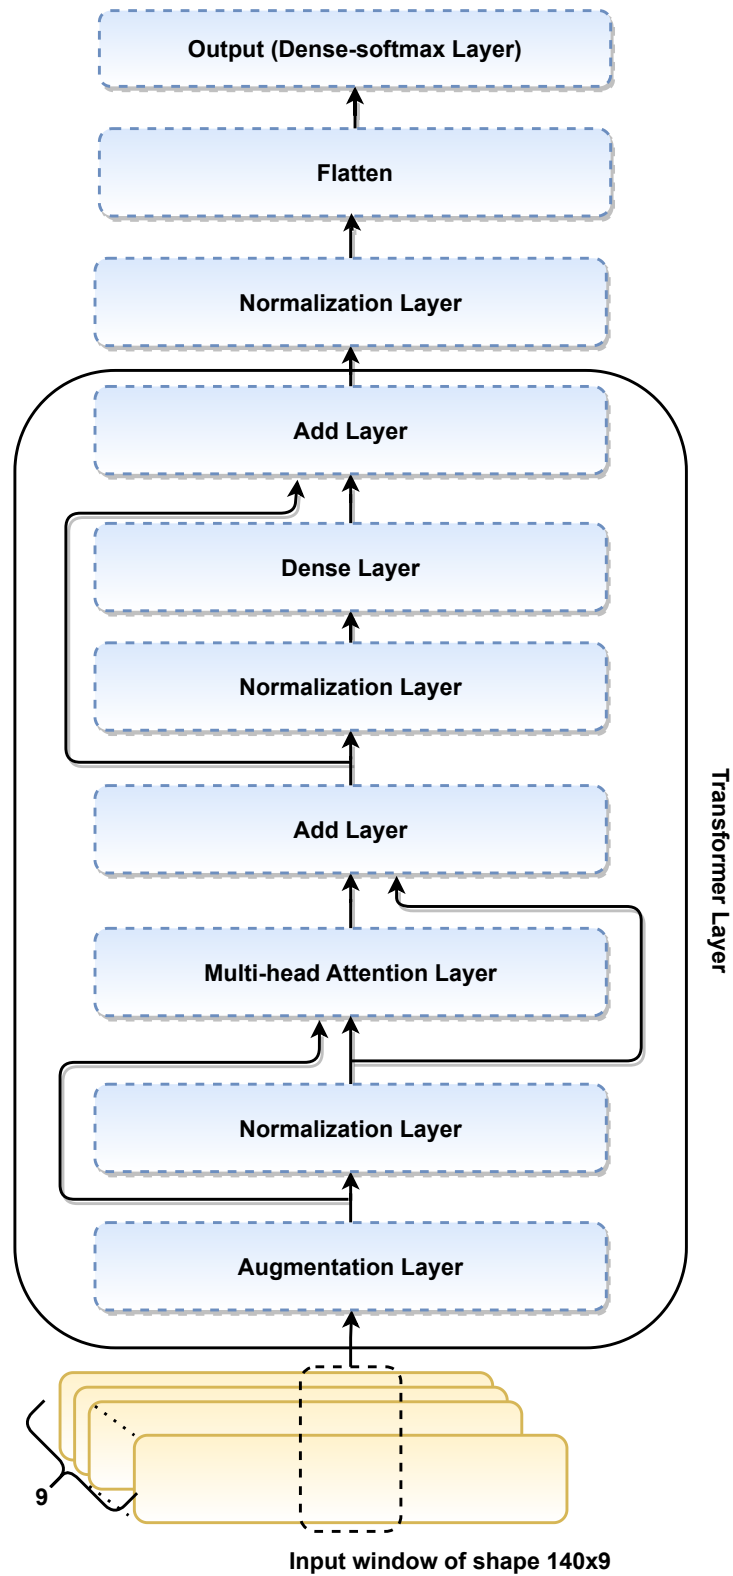 Output (Dense-softmax Layer)
Flatten
Normalization Layer
Add Layer
Dense Layer
Normalization Layer
Add Layer
Transformer Layer
Multi-head Attention Layer
Normalization Layer
Augmentation Layer
9
Input window of shape 140x9